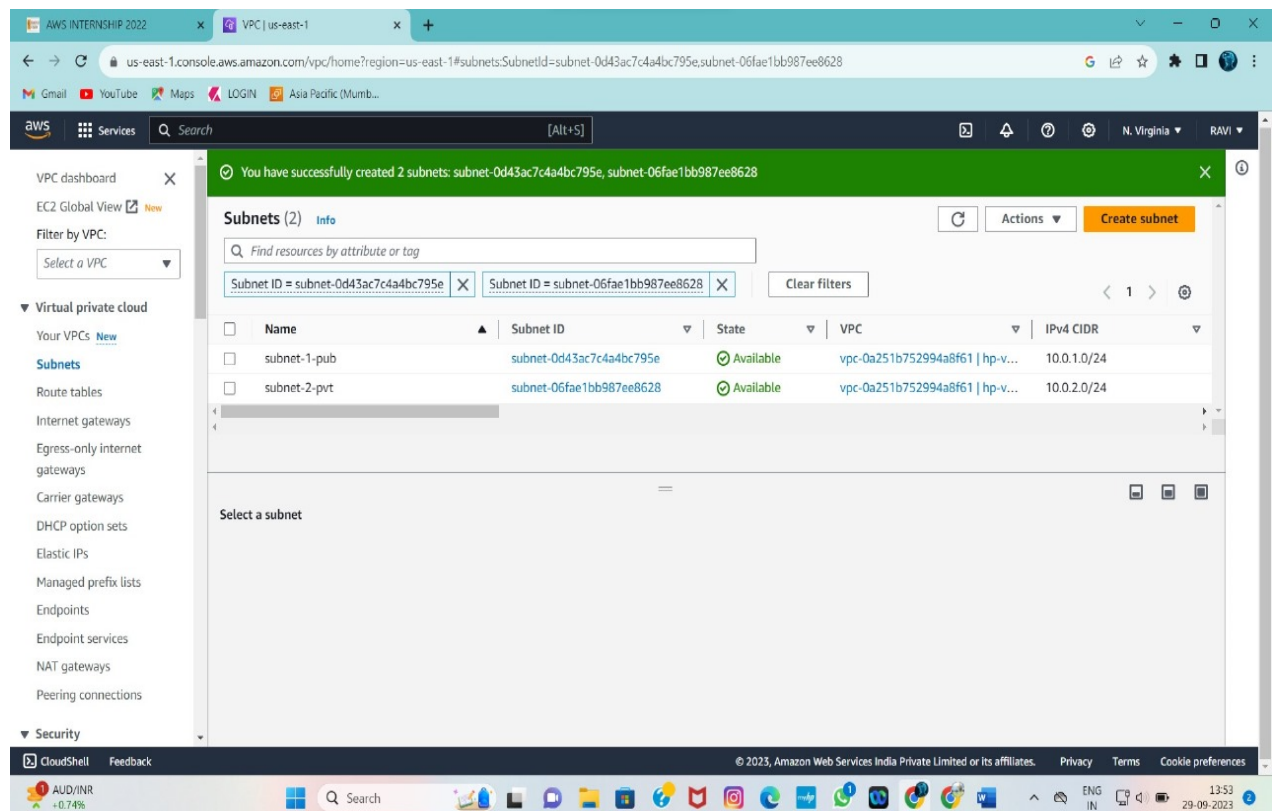 AWS INTERNSHIP 2022
VPC | us-east-1
us-east-1.console.aws.amazon.com/vpc/home?region=us-east-1#subnets:SubnetId=subnet-0d43ac7c4a4bc795e,subnet-06fae1bb987ee8628
Gmail YouTube Maps LOGIN Asia Pacific (Mumb...
aws Services Search [Alt+S] N. Virginia RAVI
VPC dashboard
EC2 Global View New
Filter by VPC:
Select a VPC
Virtual private cloud
Your VPCs New
Subnets
Route tables
Internet gateways
Egress-only internet
gateways
Carrier gateways
DHCP option sets
Elastic IPs
Managed prefix lists
Endpoints
Endpoint services
NAT gateways
Peering connections
Security
You have successfully created 2 subnets: subnet-0d43ac7c4a4bc795e, subnet-06fae1bb987ee8628
Subnets (2) Info Actions Create subnet
Find resources by attribute or tag
Subnet ID = subnet-0d43ac7c4a4bc795e Subnet ID = subnet-06fae1bb987ee8628 Clear filters
1
Name Subnet ID State VPC IPv4 CIDR
subnet-1-pub subnet-0d43ac7c4a4bc795e Available vpc-0a251b752994a8f61 | hp-v... 10.0.1.0/24
subnet-2-pvt subnet-06fae1bb987ee8628 Available vpc-0a251b752994a8f61 | hp-v... 10.0.2.0/24
Select a subnet
CloudShell Feedback © 2023, Amazon Web Services India Private Limited or its affiliates. Privacy Terms Cookie preferences
AUD/INR
+0.74%
Search
ENG
IN
13:53
29-09-2023
2